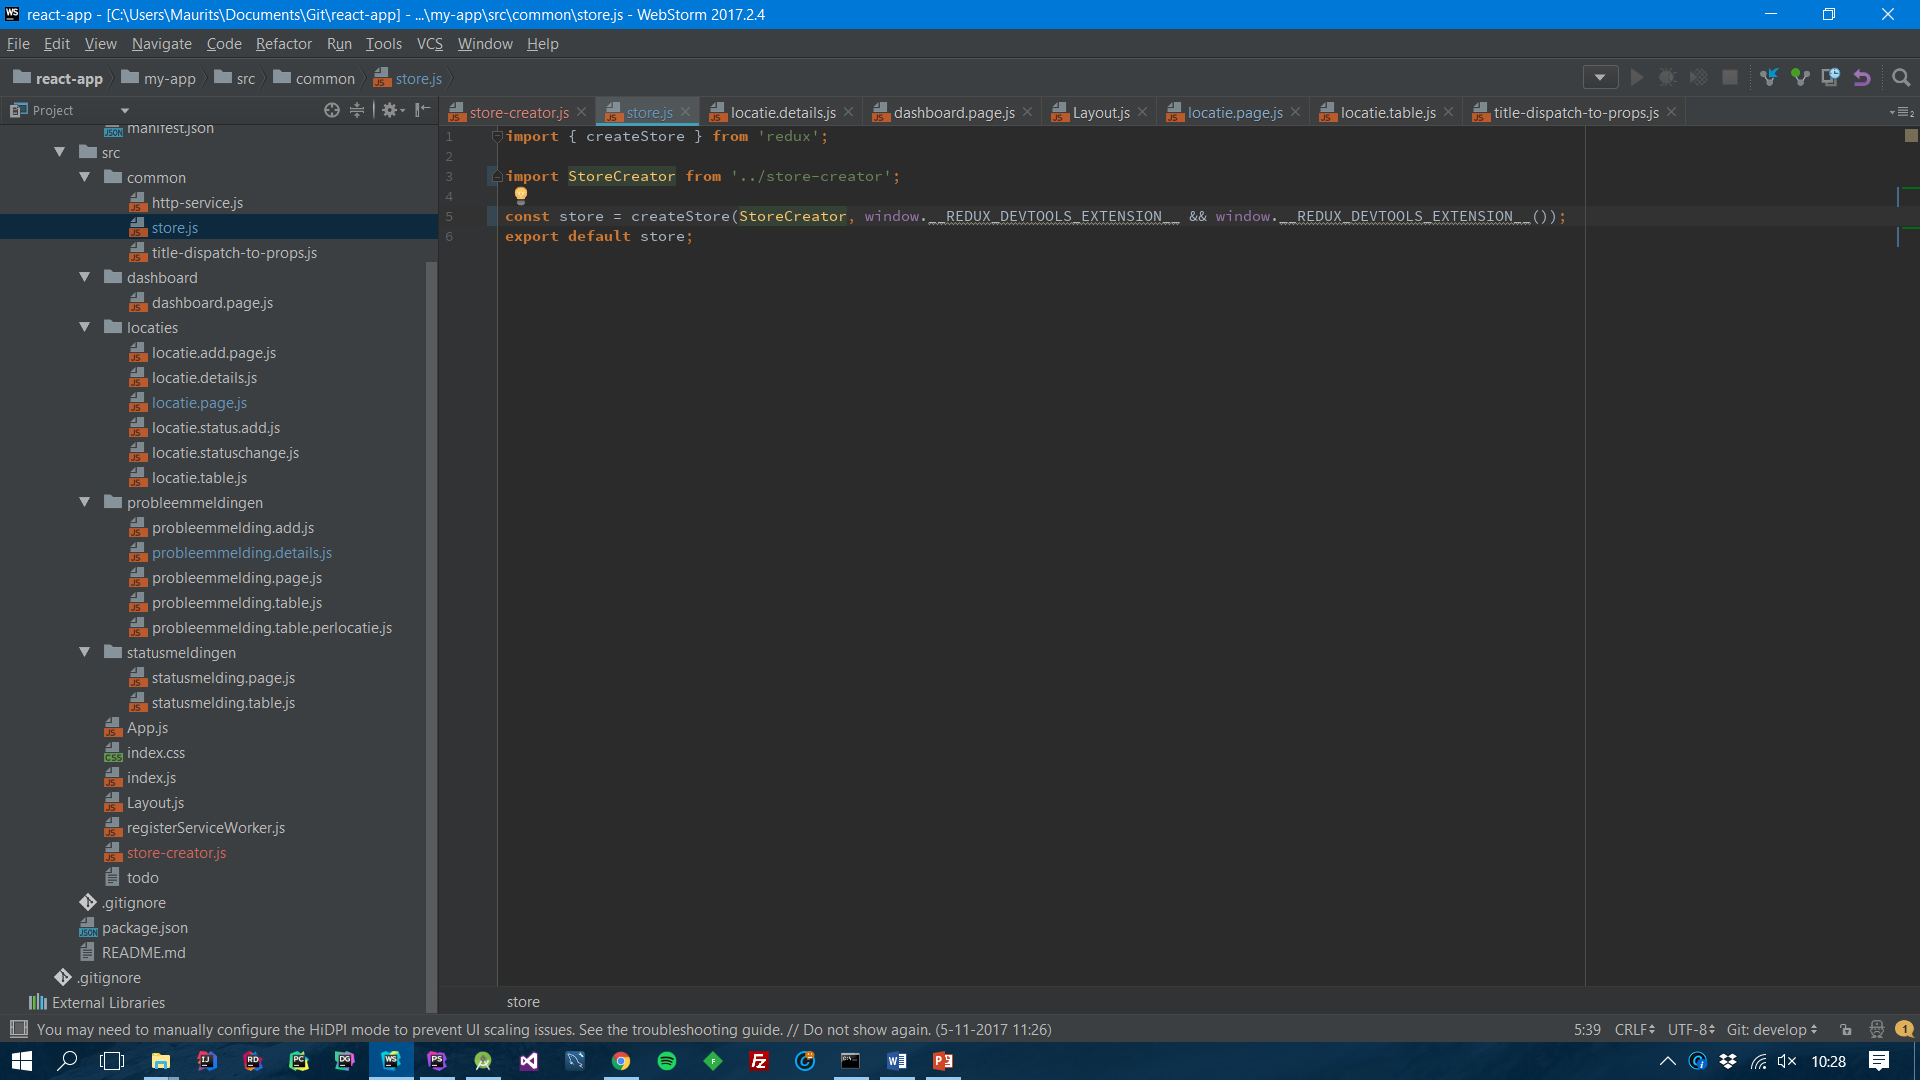 WS react-app - [C:\Users\Maurits\Documents\Git\react-app] - ...\my-app\src\common\store.js - WebStorm 2017.2.4
File Edit View Navigate Code Refactor Run Tools VCS Window Help
react-app my-app src common store.js
Project
store-creator.js store.js locatie.details.js dashboard.page.js Layout.js locatie.page.js locatie.table.js title-dispatch-to-props.js
manifest.json
src
common
http-service.js
store.js
title-dispatch-to-props.js
dashboard
dashboard.page.js
locaties
locatie.add.page.js
locatie.details.js
locatie.page.js
locatie.status.add.js
locatie.statuschange.js
locatie.table.js
probleemmeldingen
probleemmelding.add.js
probleemmelding.details.js
probleemmelding.page.js
probleemmelding.table.js
probleemmelding.table.perlocatie.js
statusmeldingen
statusmelding.page.js
statusmelding.table.js
App.js
index.css
index.js
Layout.js
registerServiceWorker.js
store-creator.js
todo
.gitignore
package.json
README.md
.gitignore
External Libraries
1 import { createStore } from 'redux';
2
3 import StoreCreator from '../store-creator';
4
5 const store = createStore(StoreCreator, window.__REDUX_DEVTOOLS_EXTENSION__ && window.__REDUX_DEVTOOLS_EXTENSION__());
6 export default store;
store
You may need to manually configure the HiDPI mode to prevent UI scaling issues. See the troubleshooting guide. // Do not show again. (5-11-2017 11:26)
5:39 CRLF UTF-8 Git: develop 1
10:28